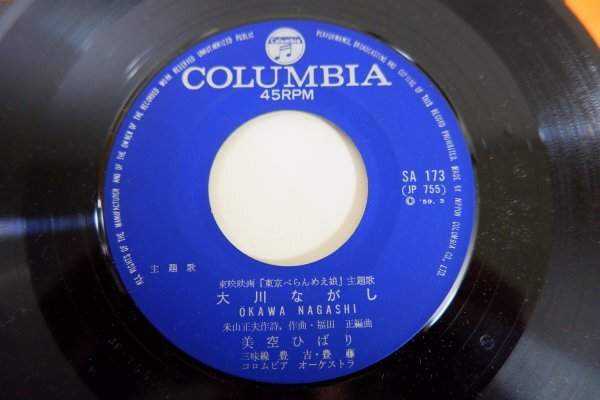 ALL RIGHTS OF THE MANUFACTURER AND OF THE OWNER OF THE RECORDED WORK RESERVED UNAUTHORIZED PUBLIC PERFORMANCE, BROADCASTING AND COPYING OF THIS RECORD PROHIBITED MADE BY NIPPON COLUMBIA CO., LTD.
Columbia
COLUMBIA
45RPM
SA 173
(JP 755)
© '59. 3
主題歌
東映映画『東京べらんめえ娘』主題歌
大川ながし
OKAWA NAGASHI
米山正夫作詩, 作曲・福田 正編曲
美空ひばり
三味線 豊 吉・豊 藤
コロムビア オーケストラ